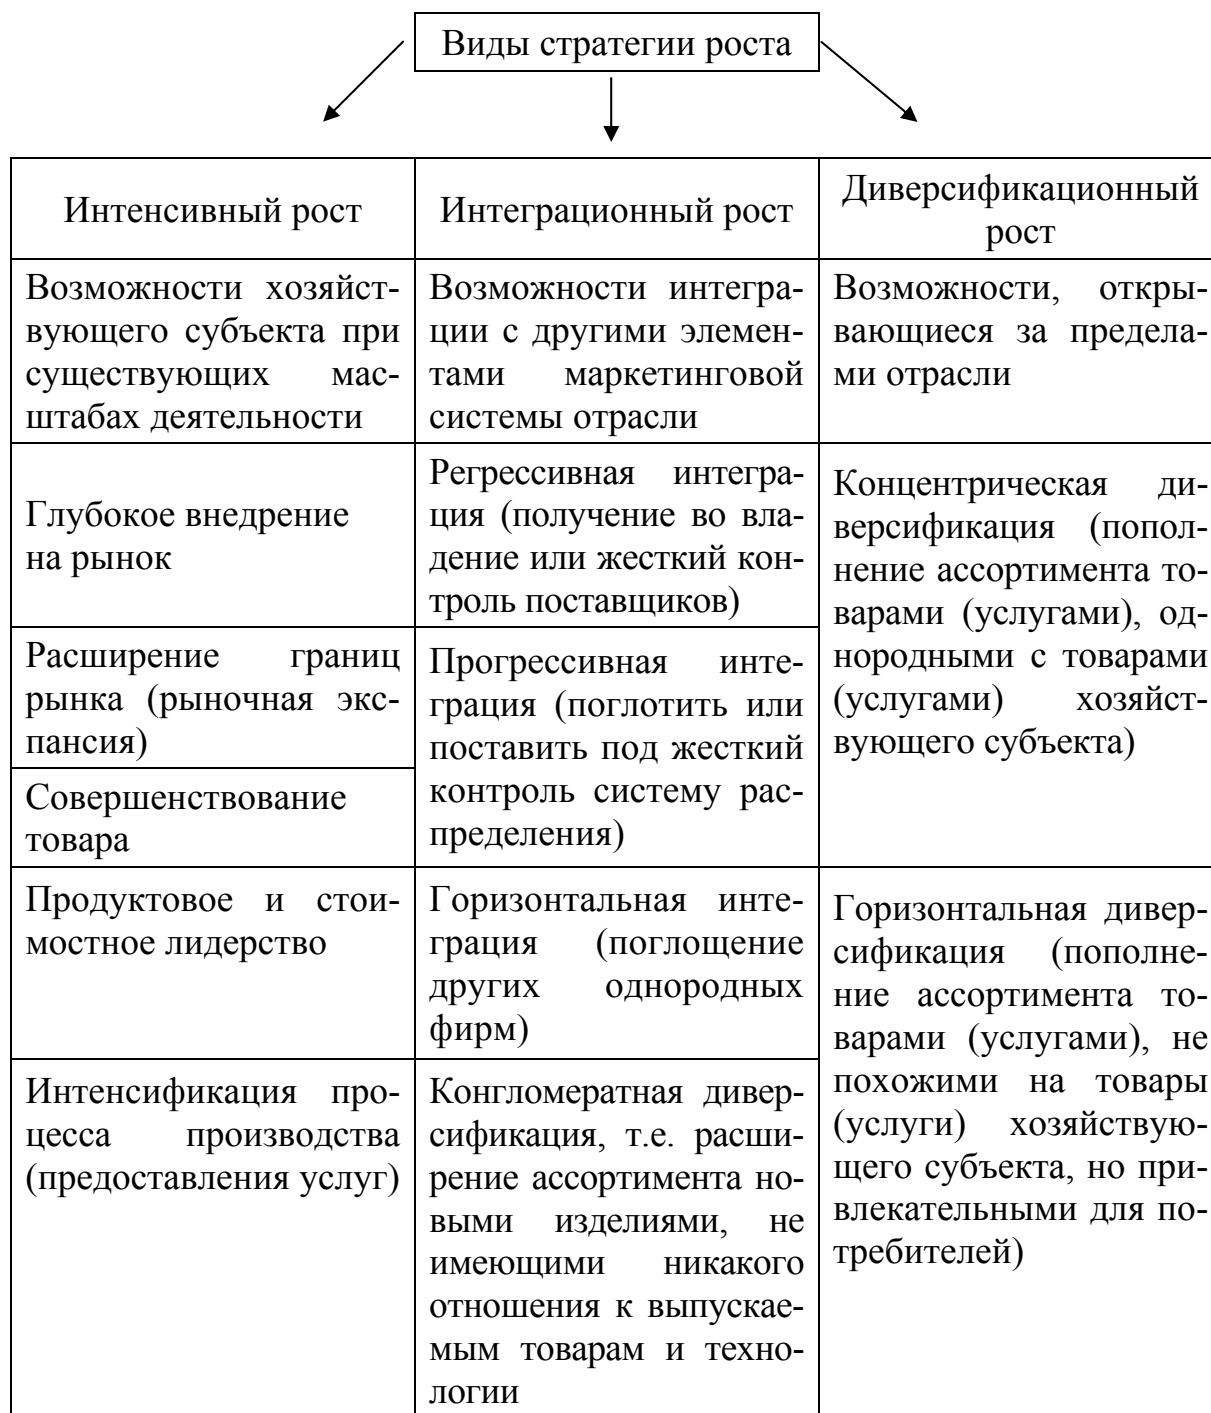 Виды стратегии роста
Интенсивный рост
Интеграционный рост
Диверсификационный
рост
Возможности хозяйст-
вующего субъекта при
существующих мас-
штабах деятельности
Возможности интегра-
ции с другими элемен-
тами маркетинговой
системы отрасли
Возможности, откры-
вающиеся за предела-
ми отрасли
Глубокое внедрение
на рынок
Регрессивная интегра-
ция (получение во вла-
дение или жесткий кон-
троль поставщиков)
Концентрическая ди-
версификация (попол-
нение ассортимента то-
варами (услугами), од-
нородными с товарами
(услугами) хозяйст-
вующего субъекта)
Расширение границ
рынка (рыночная экс-
пансия)
Прогрессивная инте-
грация (поглотить или
поставить под жесткий
контроль систему рас-
пределения)
Совершенствование
товара
Продуктовое и стои-
мостное лидерство
Горизонтальная инте-
грация (поглощение
других однородных
фирм)
Горизонтальная дивер-
сификация (пополне-
ние ассортимента то-
варами (услугами), не
похожими на товары
(услуги) хозяйствую-
щего субъекта, но при-
влекательными для по-
требителей)
Интенсификация про-
цесса производства
(предоставления услуг)
Конгломератная дивер-
сификация, т.е. расши-
рение ассортимента но-
выми изделиями, не
имеющими никакого
отношения к выпускае-
мым товарам и техно-
логии